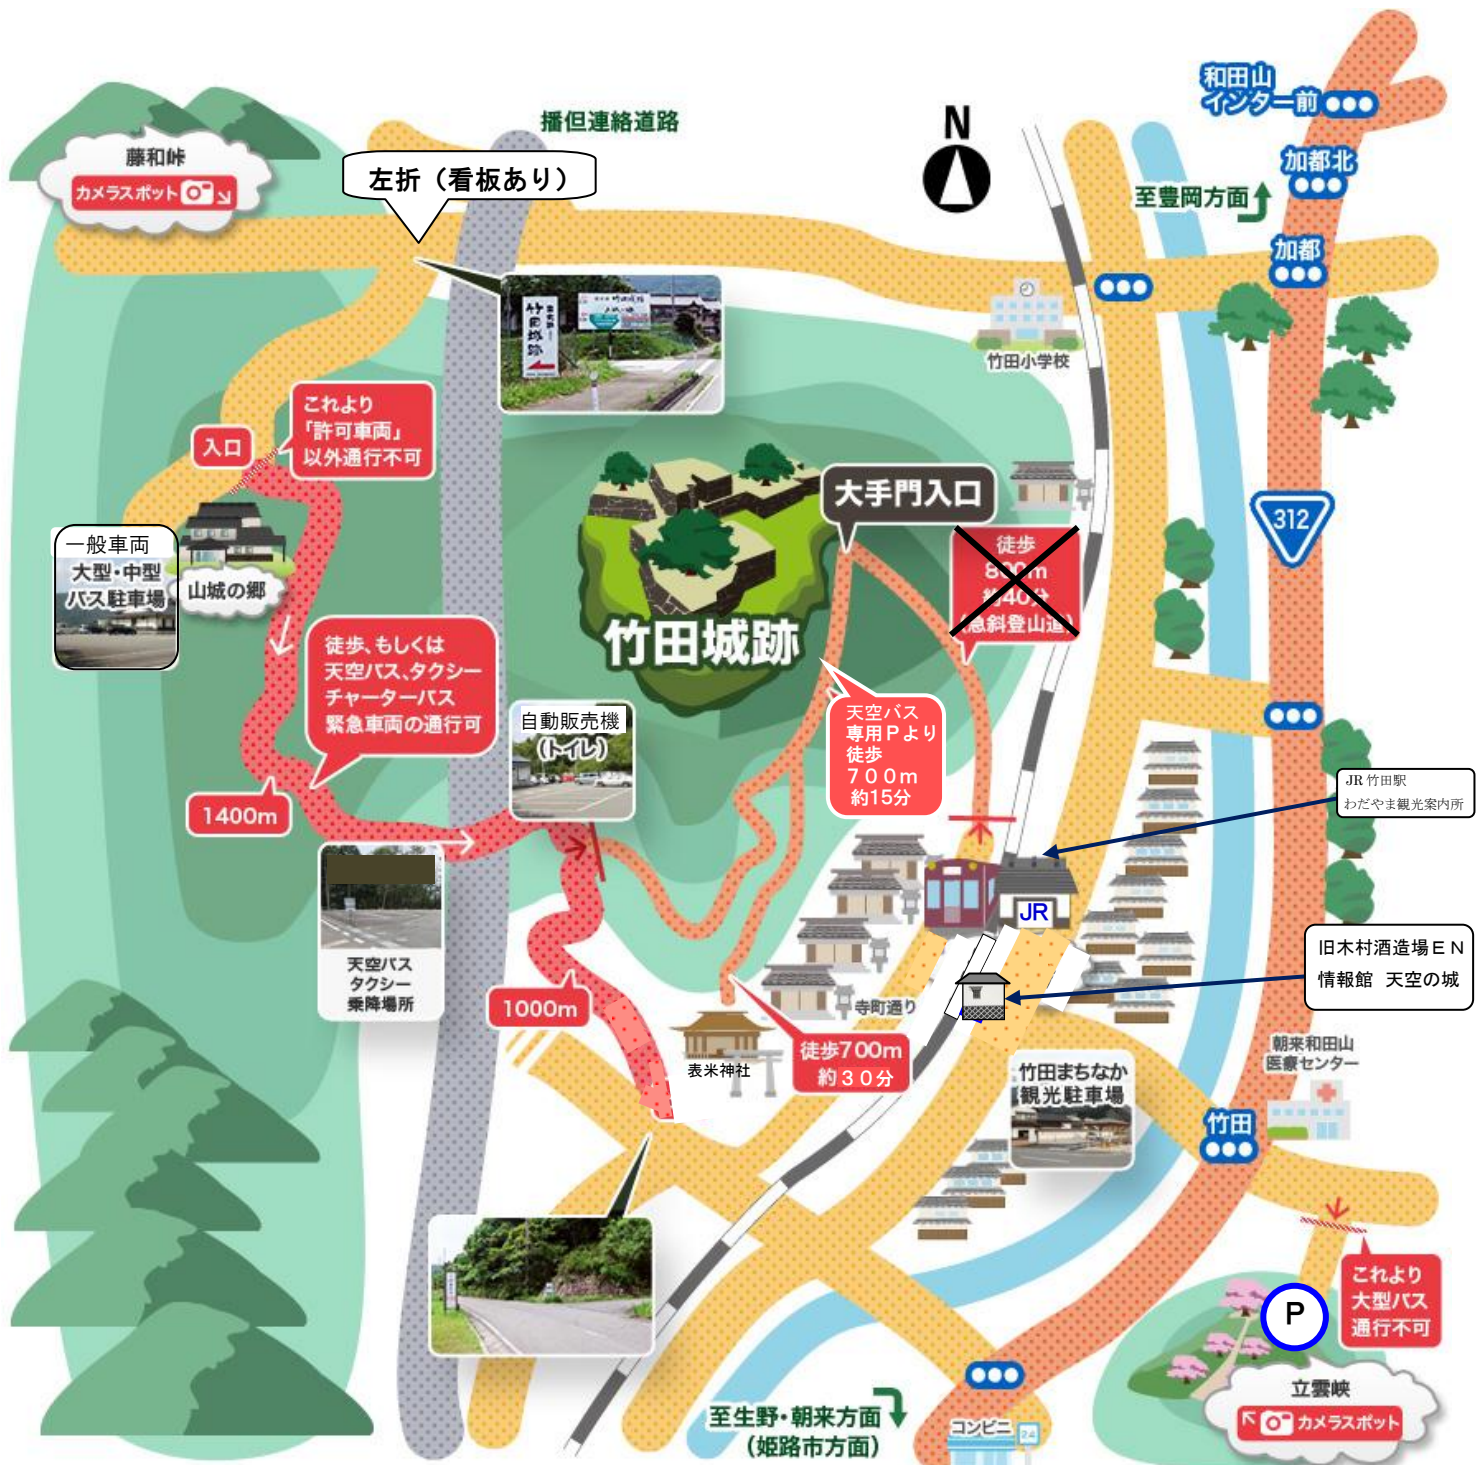 播但連絡道路
N
和田山
インター前
加都北
至豊岡方面
加都
藤和峠
カメラスポット
左折（看板あり）
竹田城跡
竹田小学校
これより
「許可車両」
以外通行不可
入口
大手門入口
徒歩
800m
約40分
(急斜登山道)
312
一般車両
大型・中型
バス駐車場
山城の郷
竹田城跡
徒歩、もしくは
天空バス、タクシー
チャーターバス
緊急車両の通行可
自動販売機
(トイレ)
天空バス
専用Ｐより
徒歩
７００ｍ
約15分
1400m
JR 竹田駅
わだやま観光案内所
JR
天空バス
タクシー
乗降場所
1000m
寺町通り
旧木村酒造場ＥＮ
情報館 天空の城
表米神社
徒歩700m
約３０分
竹田まちなか
観光駐車場
朝来和田山
医療センター
竹田
これより
大型バス
通行不可
P
立雲峡
カメラスポット
至生野・朝来方面
(姫路市方面)
コンビニ
24